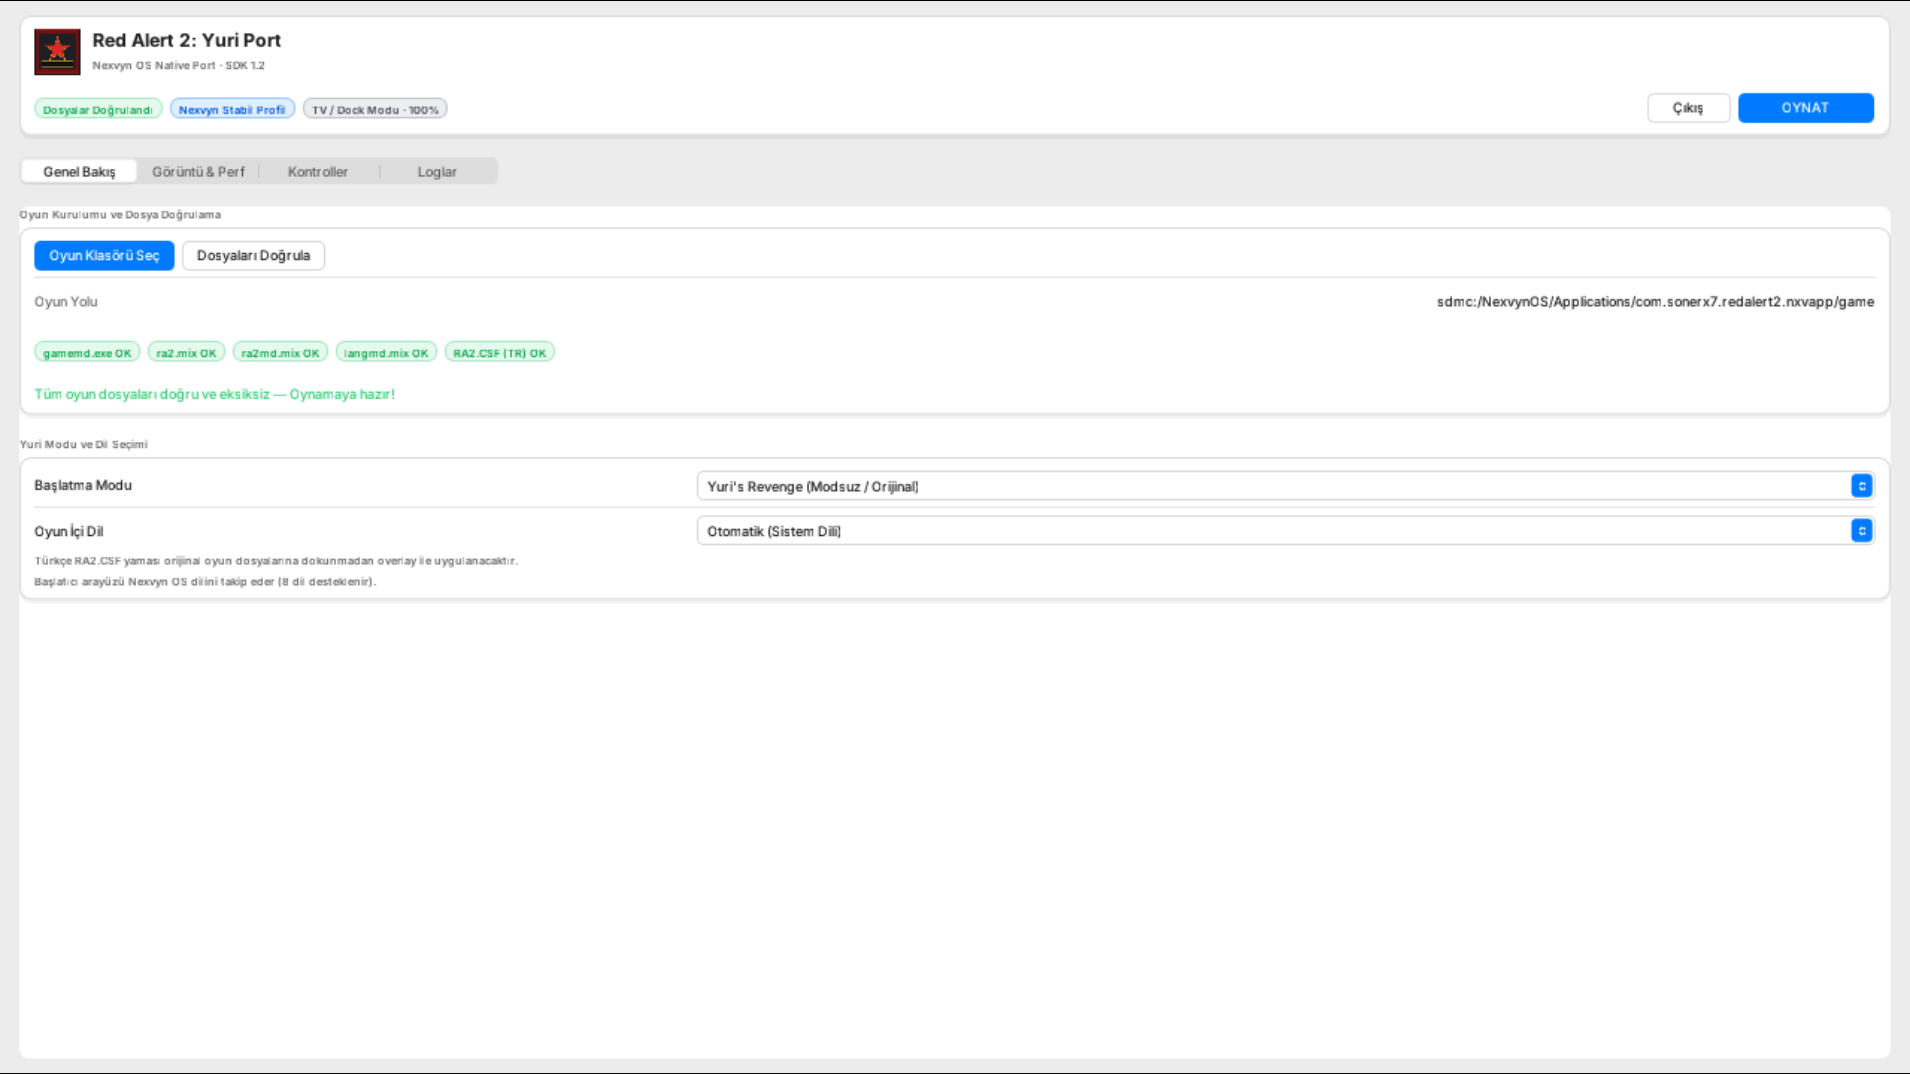 Red Alert 2: Yuri Port
Nexvyn OS Native Port · SDK 1.2
Dosyalar Doğrulandı
Nexvyn Stabil Profil
TV / Dock Modu · 100%
Çıkış
OYNAT
Genel Bakış
Görüntü & Perf
Kontroller
Loglar
Oyun Kurulumu ve Dosya Doğrulama
Oyun Klasörü Seç
Dosyaları Doğrula
Oyun Yolu
sdmc:/NexvynOS/Applications/com.sonerx7.redalert2.nxvapp/game
gamemd.exe OK
ra2.mix OK
ra2md.mix OK
langmd.mix OK
RA2.CSF (TR) OK
Tüm oyun dosyaları doğru ve eksiksiz — Oynamaya hazır!
Yuri Modu ve Dil Seçimi
Başlatma Modu
Yuri's Revenge (Modsuz / Orijinal)
Oyun İçi Dil
Otomatik (Sistem Dili)
Türkçe RA2.CSF yaması orijinal oyun dosyalarına dokunmadan overlay ile uygulanacaktır.
Başlatıcı arayüzü Nexvyn OS dilini takip eder (8 dil desteklenir).